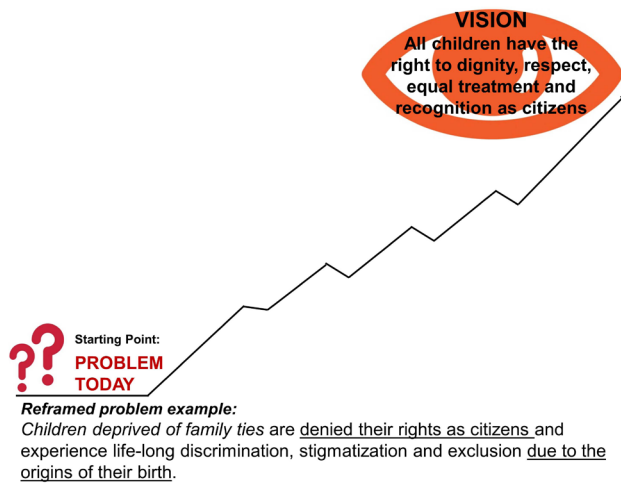 VISION
All children have the
right to dignity, respect,
equal treatment and
recognition as citizens
??
Starting Point:
PROBLEM
TODAY
Reframed problem example:
Children deprived of family ties are denied their rights as citizens and
experience life-long discrimination, stigmatization and exclusion due to the
origins of their birth.